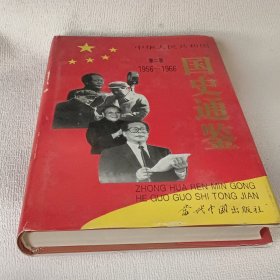 中华人民共和国
国史通鉴
第二卷
1956—1966
ZHONG HUA REN MIN GONG
HE GUO GUO SHI TONG JIAN
当代中国出版社